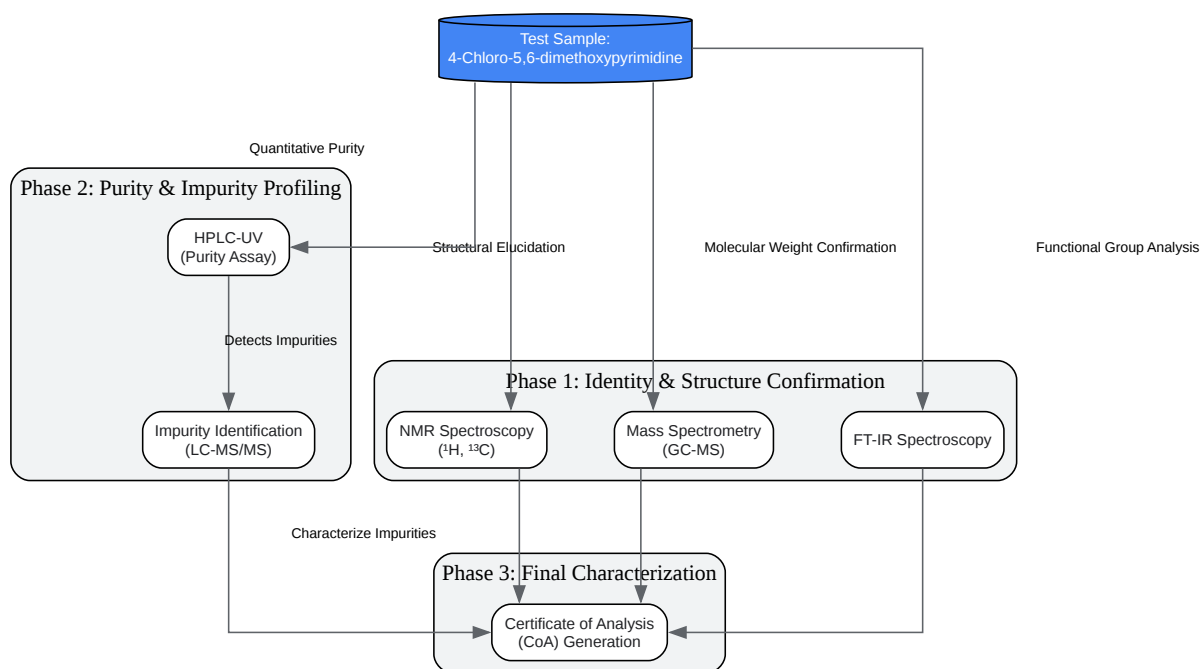 Test Sample:
4-Chloro-5,6-dimethoxypyrimidine
Quantitative Purity
Phase 2: Purity & Impurity Profiling
HPLC-UV
(Purity Assay)
Structural Elucidation
Molecular Weight Confirmation
Functional Group Analysis
Detects Impurities
Phase 1: Identity & Structure Confirmation
Impurity Identification
(LC-MS/MS)
NMR Spectroscopy
(¹H, ¹³C)
Mass Spectrometry
(GC-MS)
FT-IR Spectroscopy
Characterize Impurities
Phase 3: Final Characterization
Certificate of Analysis
(CoA) Generation